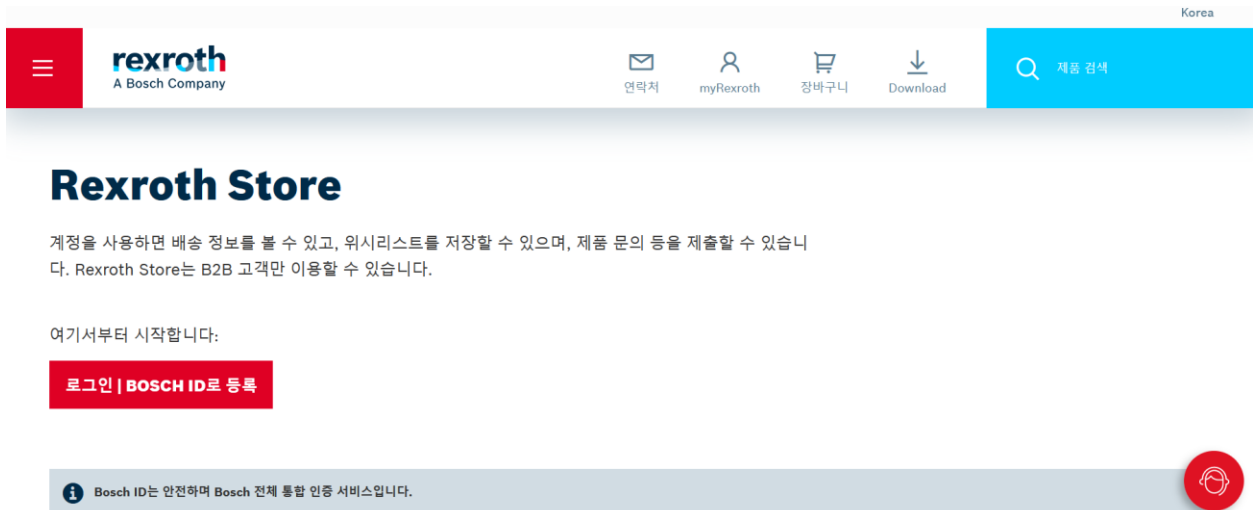 Korea
rexroth
A Bosch Company
연락처
myRexroth
장바구니
Download
제품 검색
Rexroth Store
계정을 사용하면 배송 정보를 볼 수 있고, 위시리스트를 저장할 수 있으며, 제품 문의 등을 제출할 수 있습니
다. Rexroth Store는 B2B 고객만 이용할 수 있습니다.
여기서부터 시작합니다:
로그인 | BOSCH ID로 등록
Bosch ID는 안전하며 Bosch 전체 통합 인증 서비스입니다.